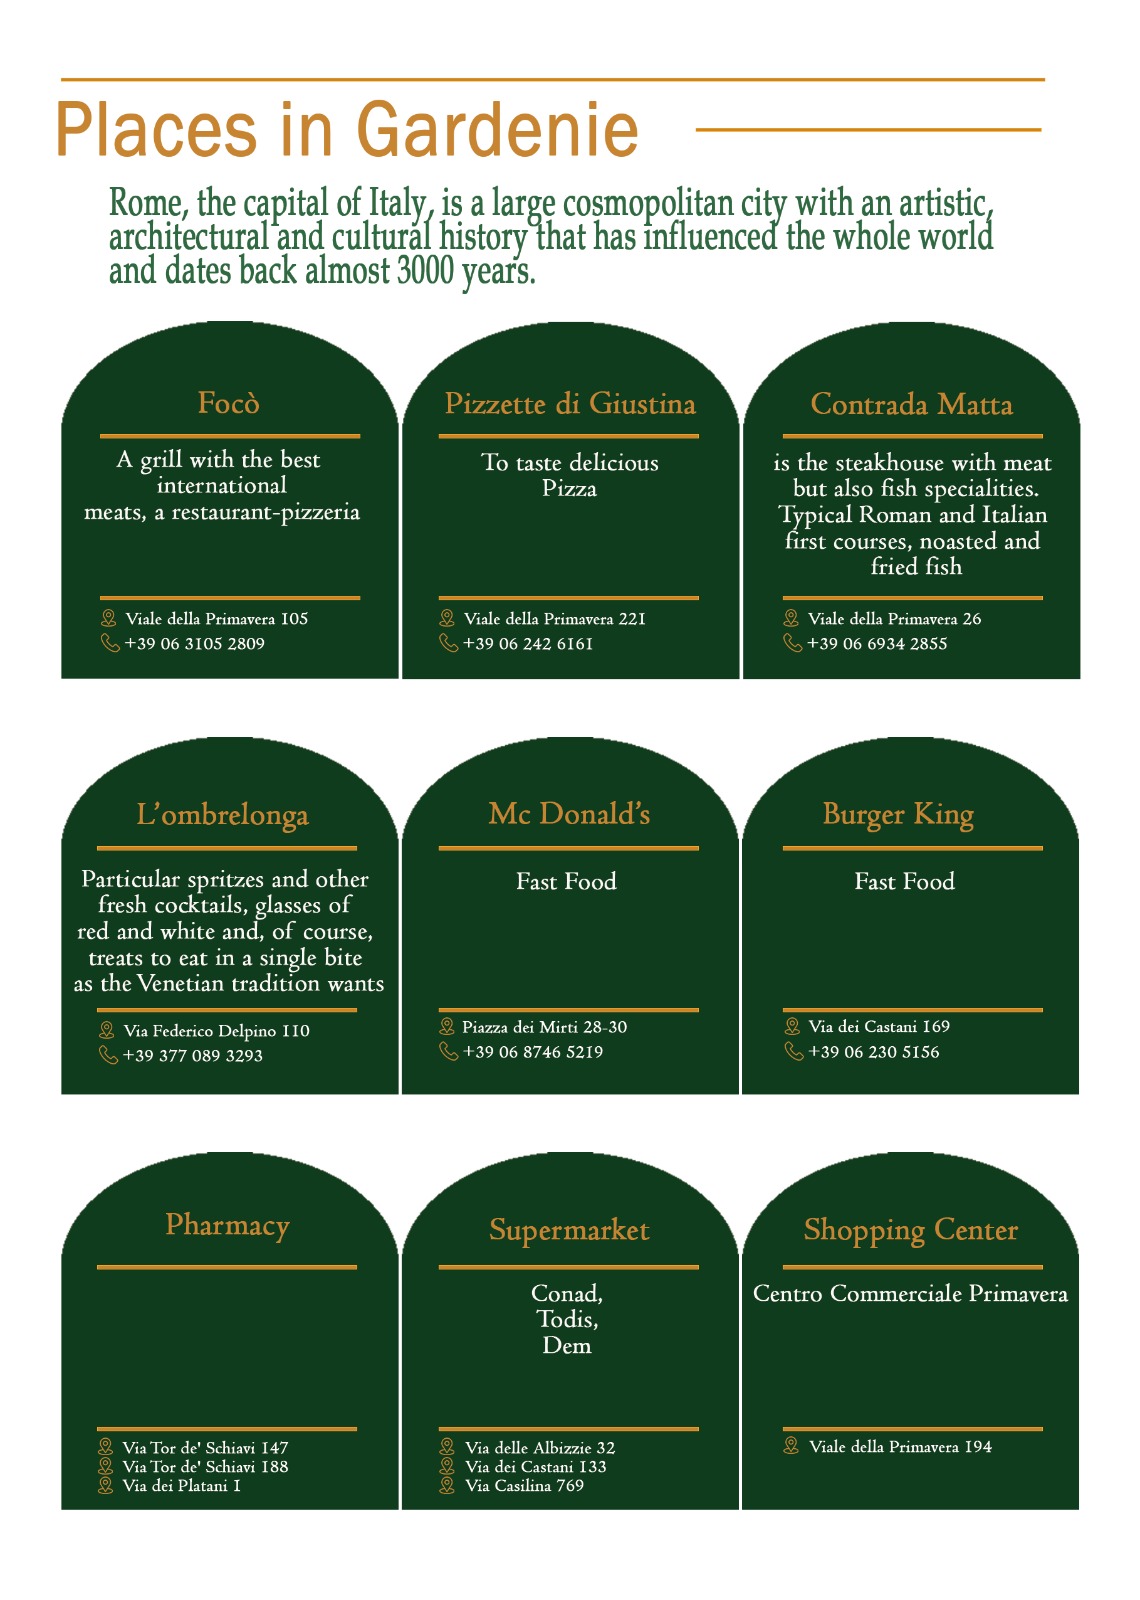 Places in Gardenie
Rome, the capital of Italy, is a large cosmopolitan city with an artistic,
architectural and cultural history that has influenced the whole world
and dates back almost 3000 years.
Focò
A grill with the best
international
meats, a restaurant-pizzeria
Viale della Primavera 105
+39 06 3105 2809
Pizzette di Giustina
To taste delicious
Pizza
Viale della Primavera 221
+39 06 242 6161
Contrada Matta
is the steakhouse with meat
but also fish specialities.
Typical Roman and Italian
first courses, noasted and
fried fish
Viale della Primavera 26
+39 06 6934 2855
L'ombrelonga
Particular spritzes and other
fresh cocktails, glasses of
red and white and, of course,
treats to eat in a single bite
as the Venetian tradition wants
Via Federico Delpino 110
+39 377 089 3293
Mc Donald's
Fast Food
Piazza dei Mirti 28-30
+39 06 8746 5219
Burger King
Fast Food
Via dei Castani 169
+39 06 230 5156
Pharmacy
Via Tor de' Schiavi 147
Via Tor de' Schiavi 188
Via dei Platani 1
Supermarket
Conad,
Todis,
Dem
Via delle Albizzie 32
Via dei Castani 133
Via Casilina 769
Shopping Center
Centro Commerciale Primavera
Viale della Primavera 194